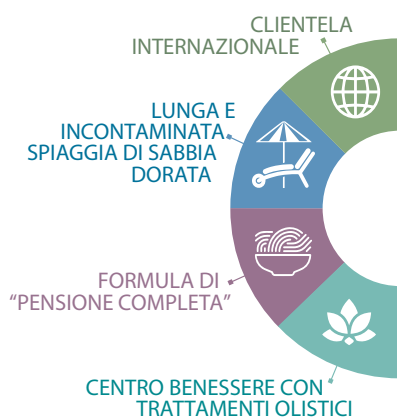 CLIENTELA
INTERNAZIONALE
LUNGA E
INCONTAMINATA
SPIAGGIA DI SABBIA
DORATA
FORMULA DI
“PENSIONE COMPLETA”
CENTRO BENESSERE CON
TRATTAMENTI OLISTICI